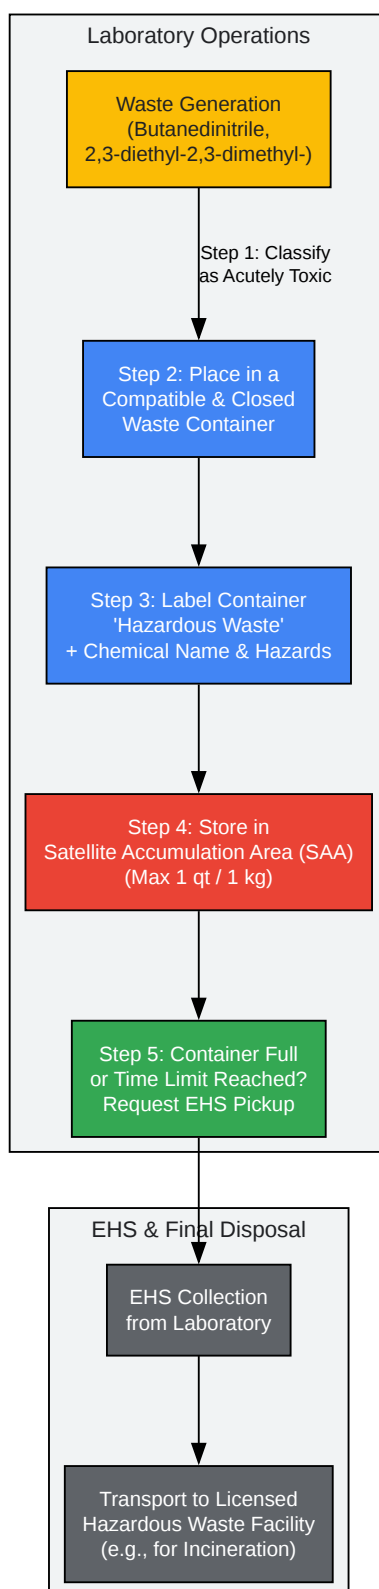 Laboratory Operations
Waste Generation
(Butanedinitrile,
2,3-diethyl-2,3-dimethyl-)
Step 1: Classify
as Acutely Toxic
Step 2: Place in a
Compatible & Closed
Waste Container
Step 3: Label Container
'Hazardous Waste'
+ Chemical Name & Hazards
Step 4: Store in
Satellite Accumulation Area (SAA)
(Max 1 qt / 1 kg)
Step 5: Container Full
or Time Limit Reached?
Request EHS Pickup
EHS & Final Disposal
EHS Collection
from Laboratory
Transport to Licensed
Hazardous Waste Facility
(e.g., for Incineration)